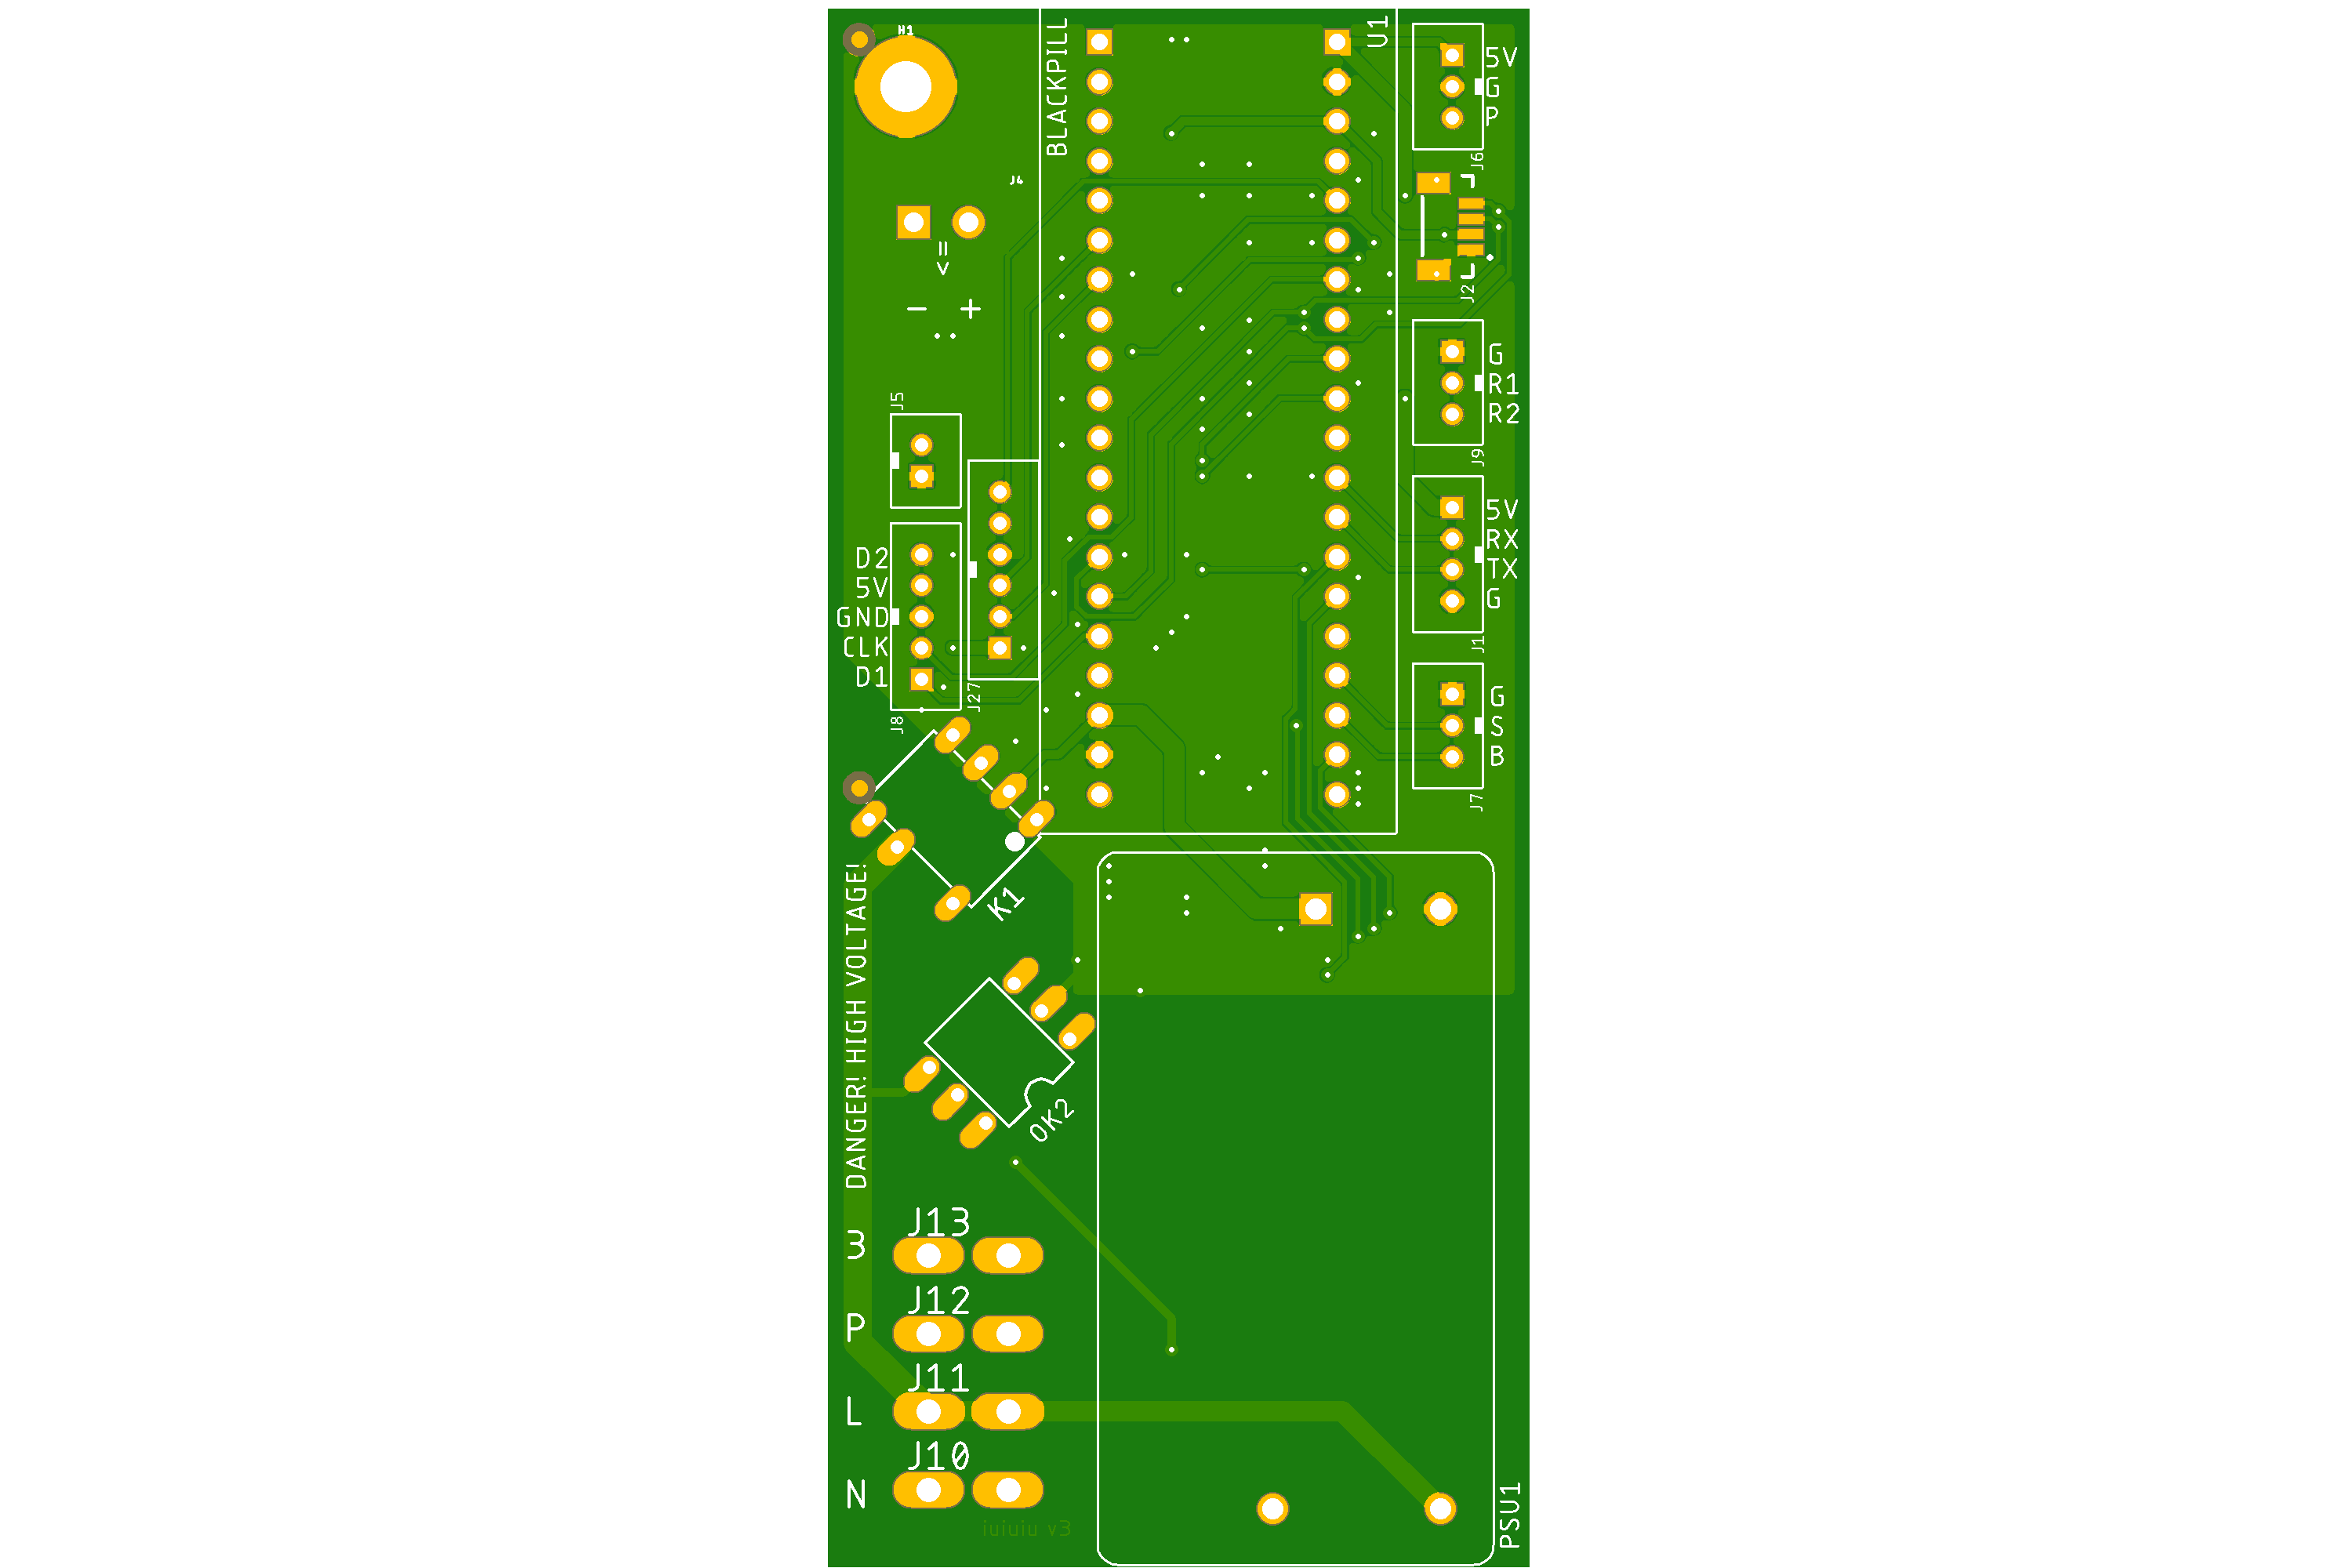 H1
BLACKPILL
U1
5V
G
P
J6
J4
<=
- +
J2
G
R1
R2
J5
J9
5V
RX
TX
G
J1
D2
5V
GND
CLK
D1
J8
J27
G
S
B
J7
K1
DANGER! HIGH VOLTAGE!
OK2
J13
3
J12
P
J11
L
J10
N
PSU1
iuiuiu v3